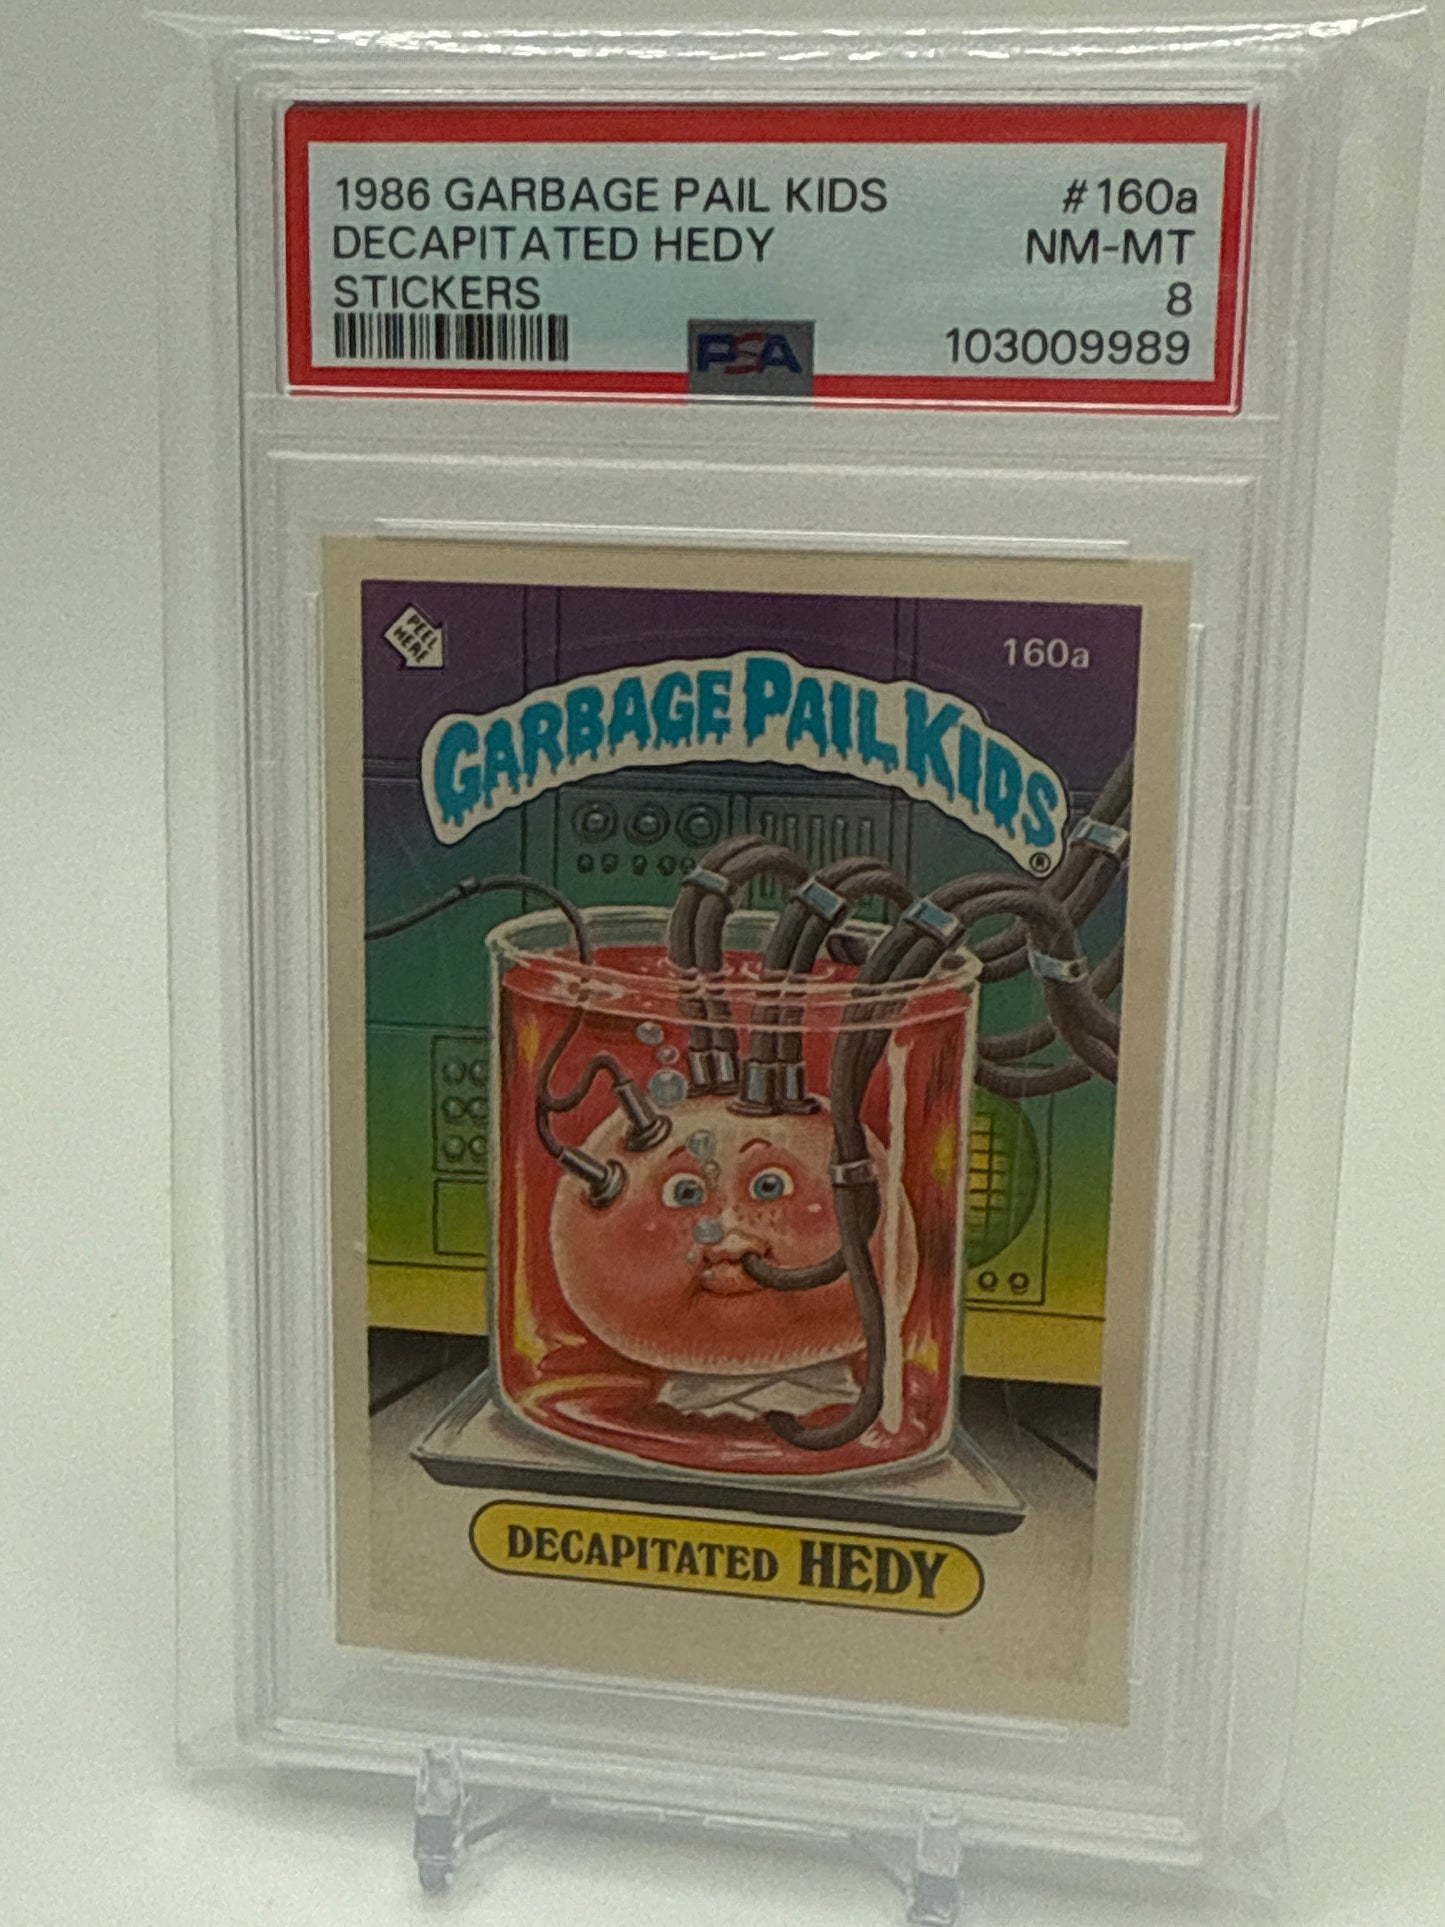 1986 GARBAGE PAIL KIDS #160a
DECAPITATED HEDY NM-MT
STICKERS 8
PSA 103009989
PEEL
HERE
160a
GARBAGE PAIL KIDS
®
DECAPITATED HEDY